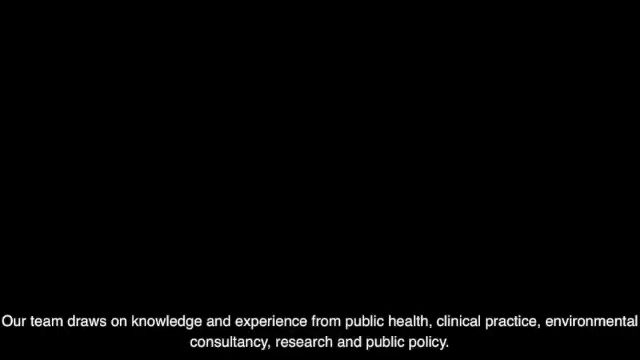 Our team draws on knowledge and experience from public health, clinical practice, environmental
consultancy, research and public policy.